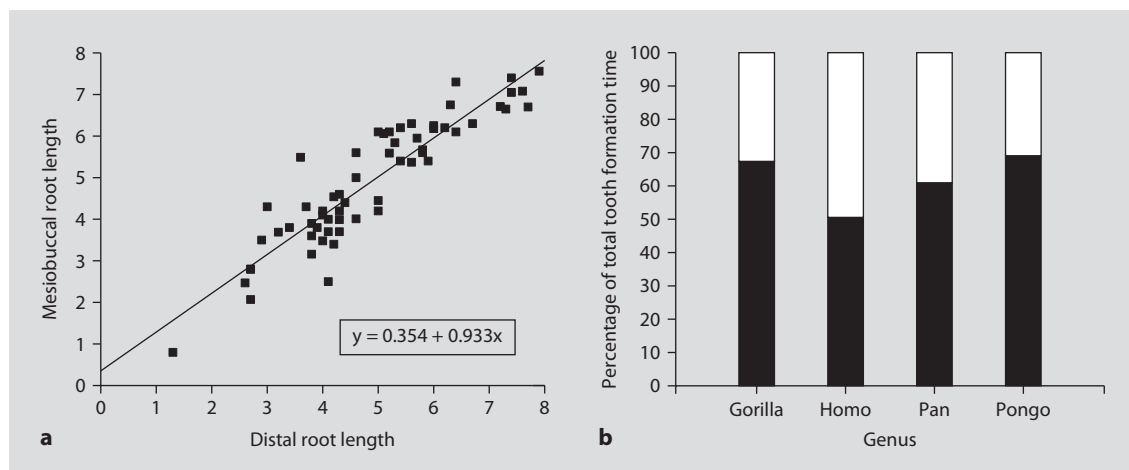 Mesiobuccal root length
8
7
6
5
4
3
2
1
0
y = 0.354 + 0.933x
0 1 2 3 4 5 6 7 8
a
Distal root length
Percentage of total tooth formation time
100
90
80
70
60
50
40
30
20
10
0
Gorilla Homo Pan Pongo
b
Genus